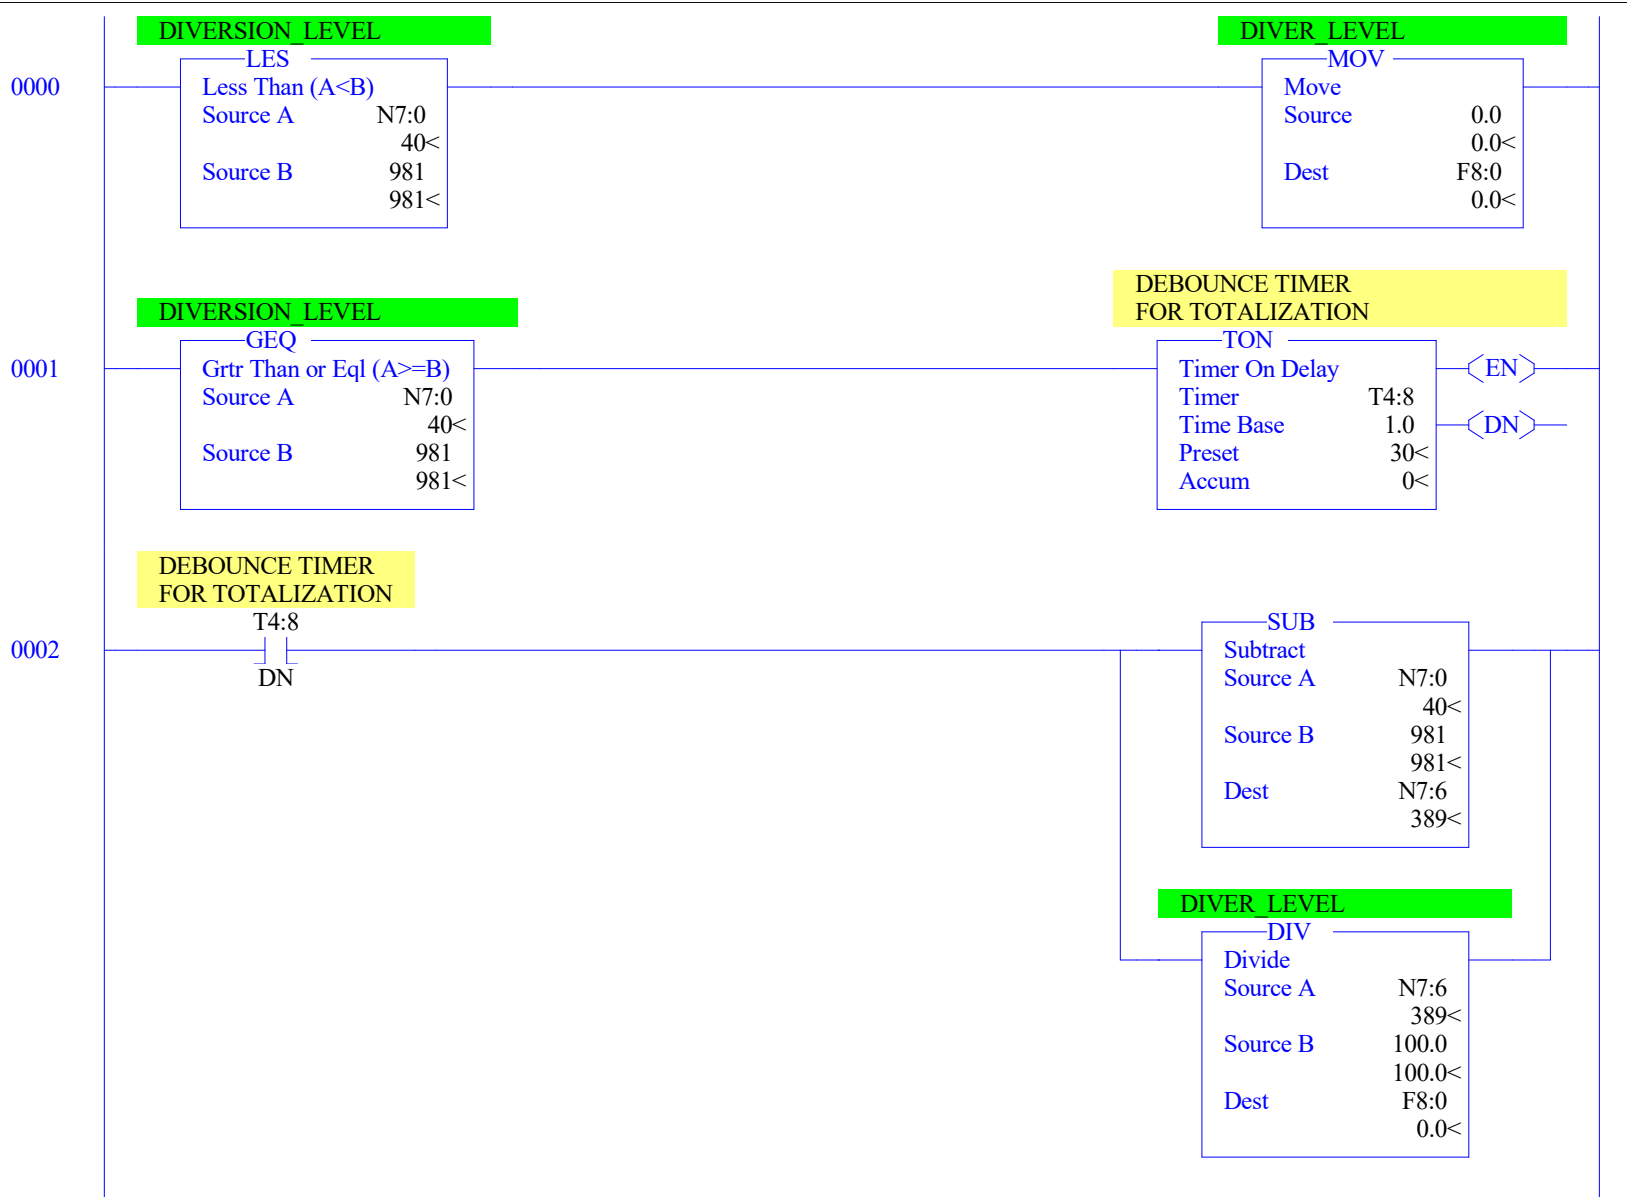 DIVERSION_LEVEL
LES
0000
Less Than (A<B)
Source A N7:0
40<
Source B 981
981<
DIVER_LEVEL
MOV
Move
Source 0.0
0.0<
Dest F8:0
0.0<
DIVERSION_LEVEL
GEQ
0001
Grtr Than or Eql (A>=B)
Source A N7:0
40<
Source B 981
981<
DEBOUNCE TIMER
FOR TOTALIZATION
TON
Timer On Delay
Timer T4:8
Time Base 1.0
Preset 30<
Accum 0<
EN
DN
DEBOUNCE TIMER
FOR TOTALIZATION
T4:8
0002
DN
SUB
Subtract
Source A N7:0
40<
Source B 981
981<
Dest N7:6
389<
DIVER_LEVEL
DIV
Divide
Source A N7:6
389<
Source B 100.0
100.0<
Dest F8:0
0.0<